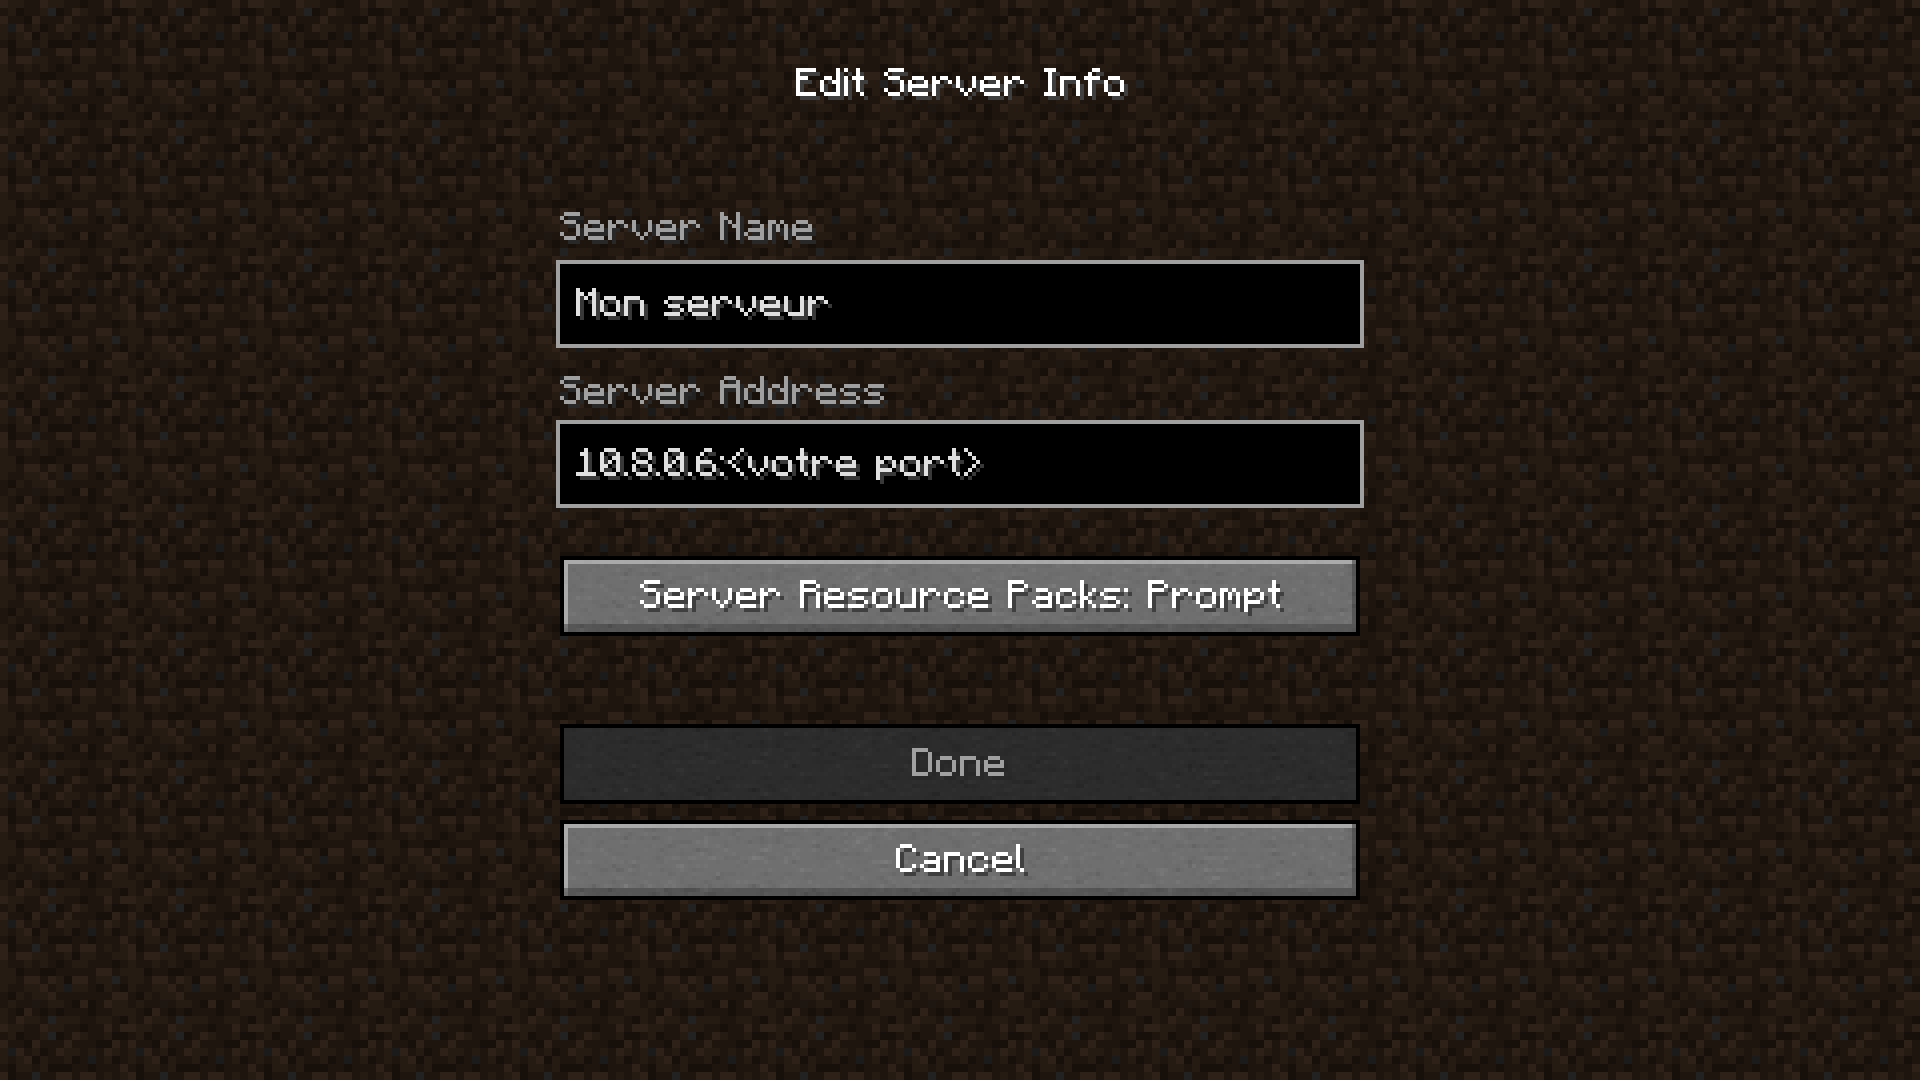 Edit Server Info
Server Name
Mon serveur
Server Address
10.8.0.6:<votre port>
Server Resource Packs: Prompt
Done
Cancel